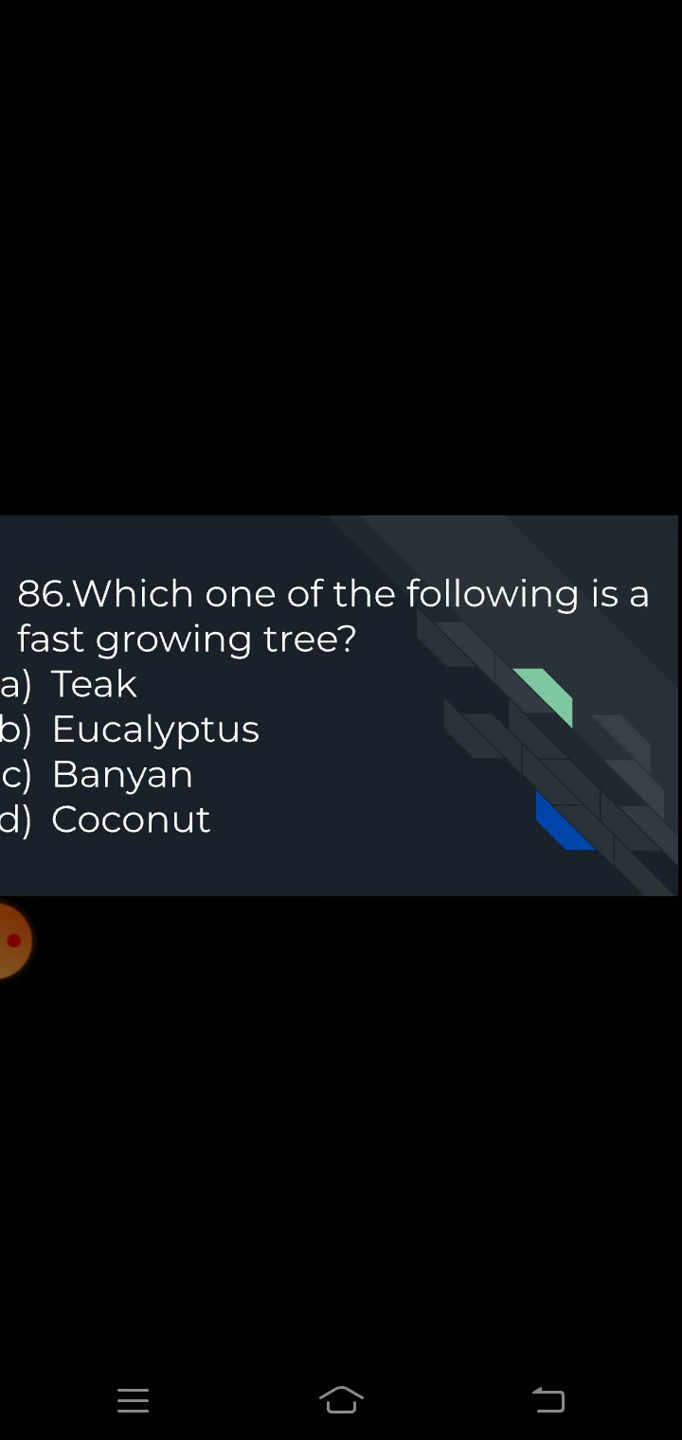 86.Which one of the following is a
fast growing tree?
a) Teak
b) Eucalyptus
c) Banyan
d) Coconut